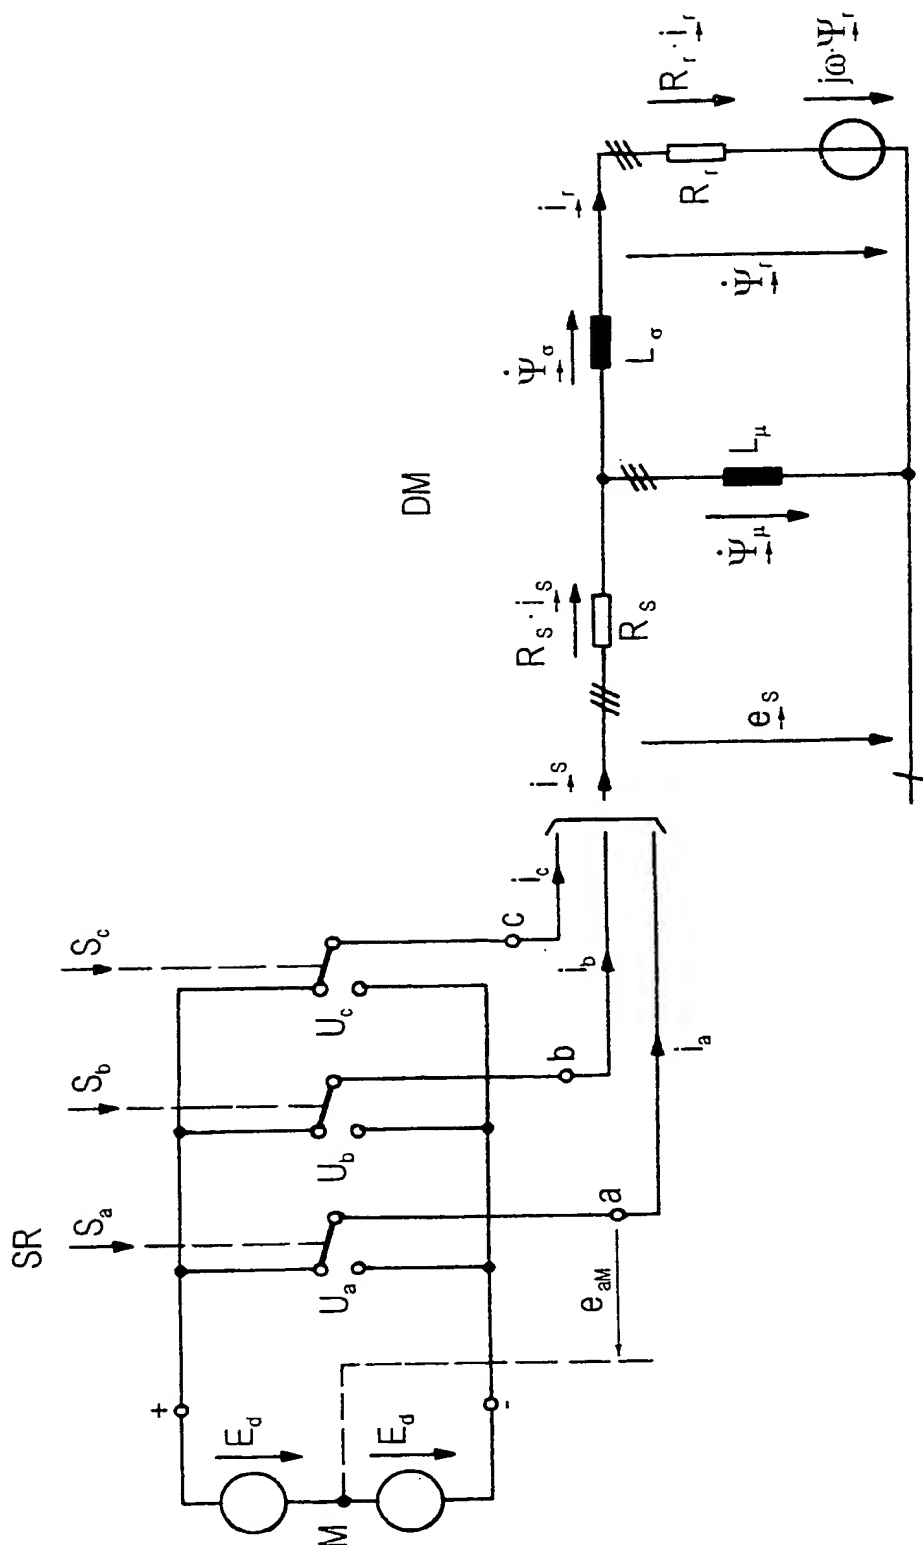 SR
DM
S_a
S_b
S_c
+
-
E_d
E_d
M
U_a
U_b
U_c
e_aM
a
b
c
i_a
i_b
i_c
i_s
e_s
R_s · i_s
R_s
Ψ̇_μ
L_μ
Ψ̇_σ
L_σ
i_r
Ψ̇_r
R_r
R_r · i_r
jω·Ψ_r